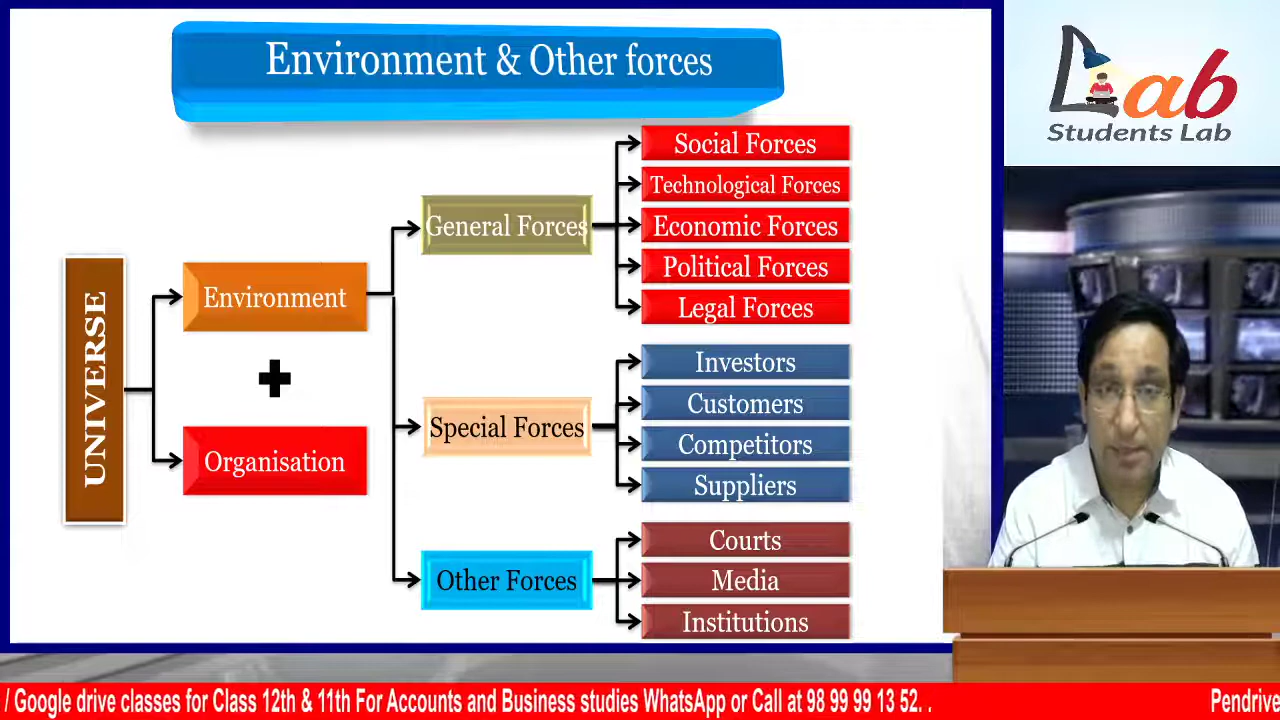 Environment & Other forces
UNIVERSE
Environment
Organisation
General Forces
Special Forces
Other Forces
Social Forces
Technological Forces
Economic Forces
Political Forces
Legal Forces
Investors
Customers
Competitors
Suppliers
Courts
Media
Institutions
Lab
Students Lab
/ Google drive classes for Class 12th & 11th For Accounts and Business studies WhatsApp or Call at 98 99 99 13 52. .
Pendrive